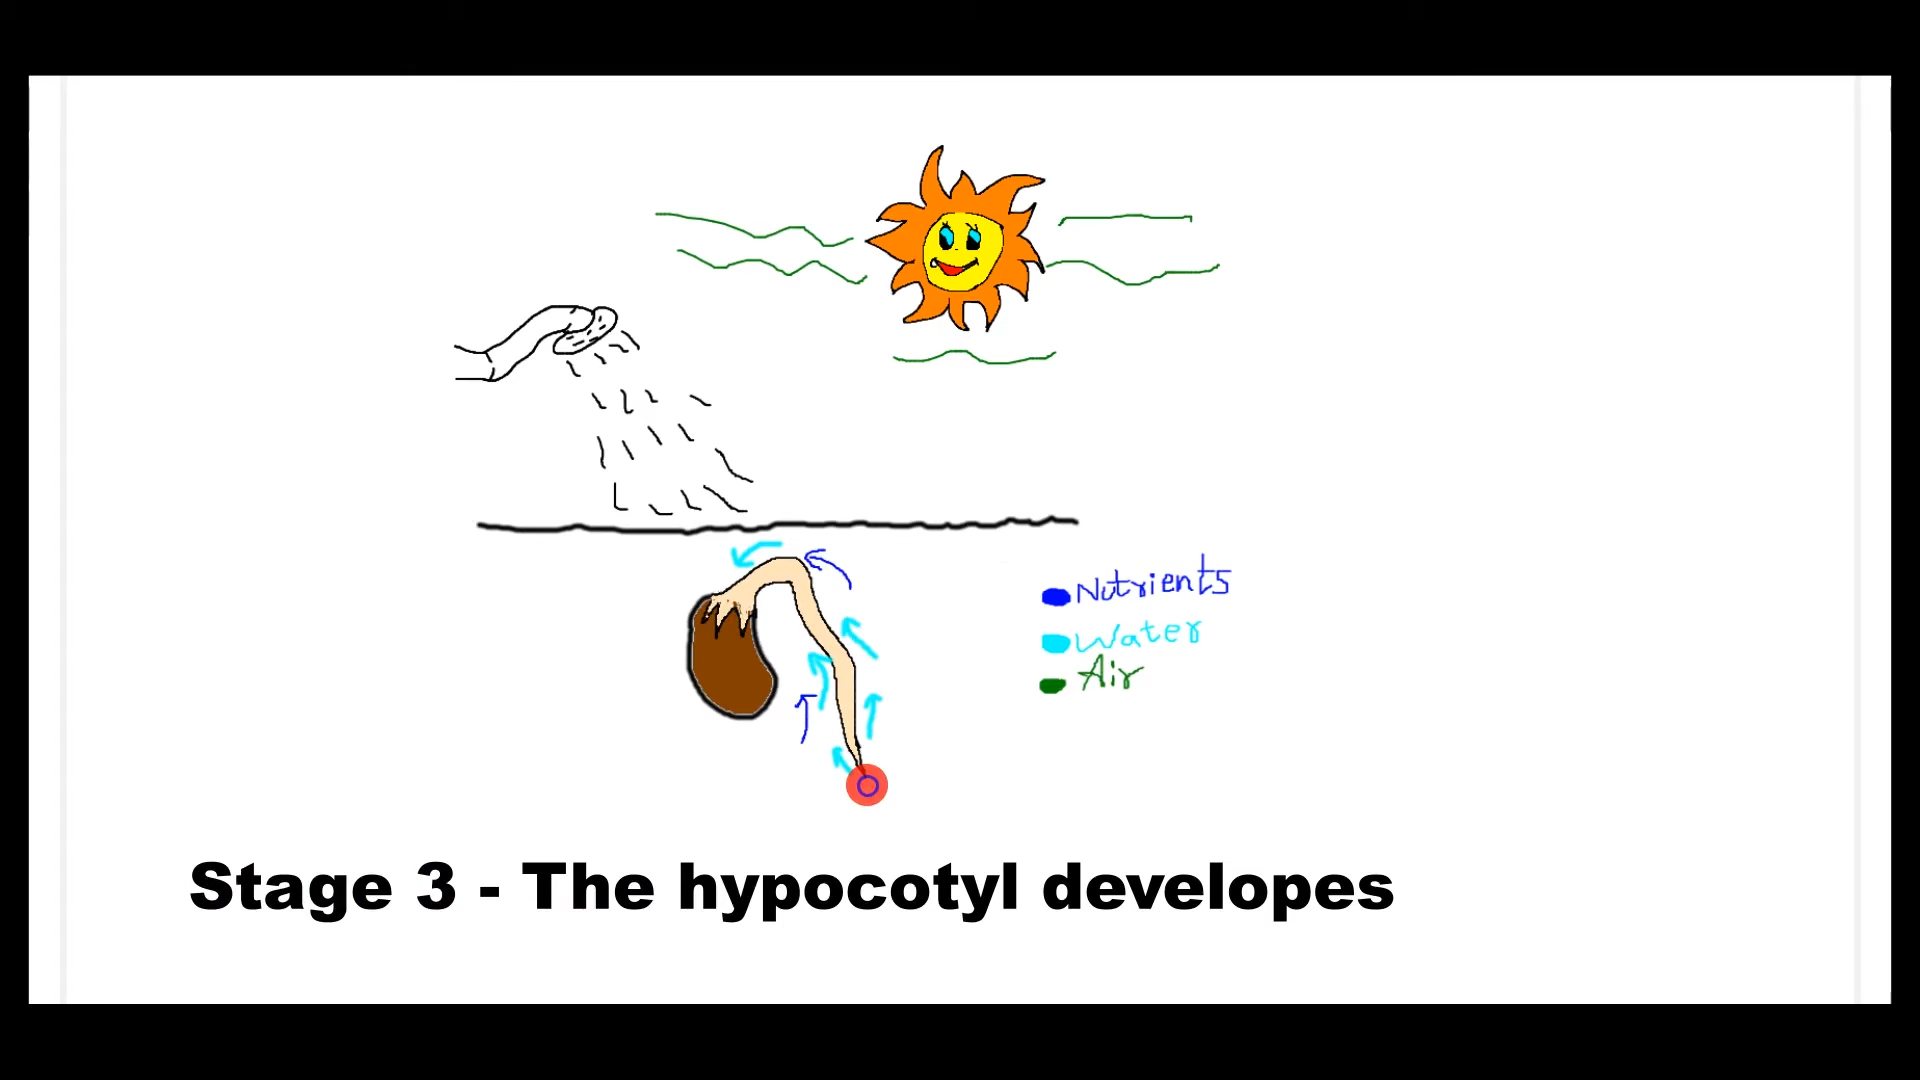 Nutrients
Water
Air
Stage 3 - The hypocotyl developes